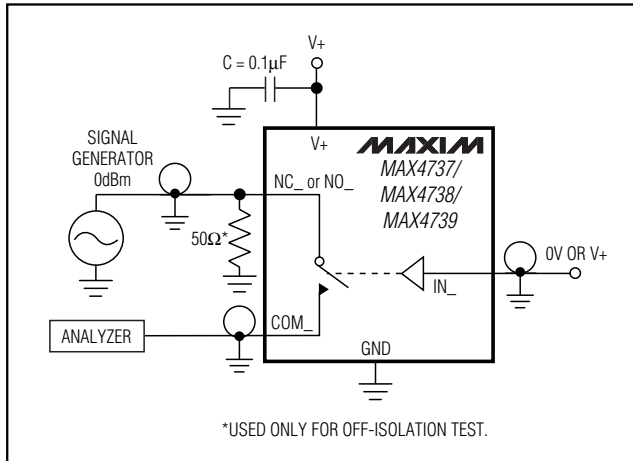 V+
C = 0.1µF
SIGNAL
GENERATOR
0dBm
V+
MAXIM
MAX4737/
MAX4738/
MAX4739
NC_ or NO_
50Ω*
0V OR V+
IN_
COM_
ANALYZER
GND
*USED ONLY FOR OFF-ISOLATION TEST.